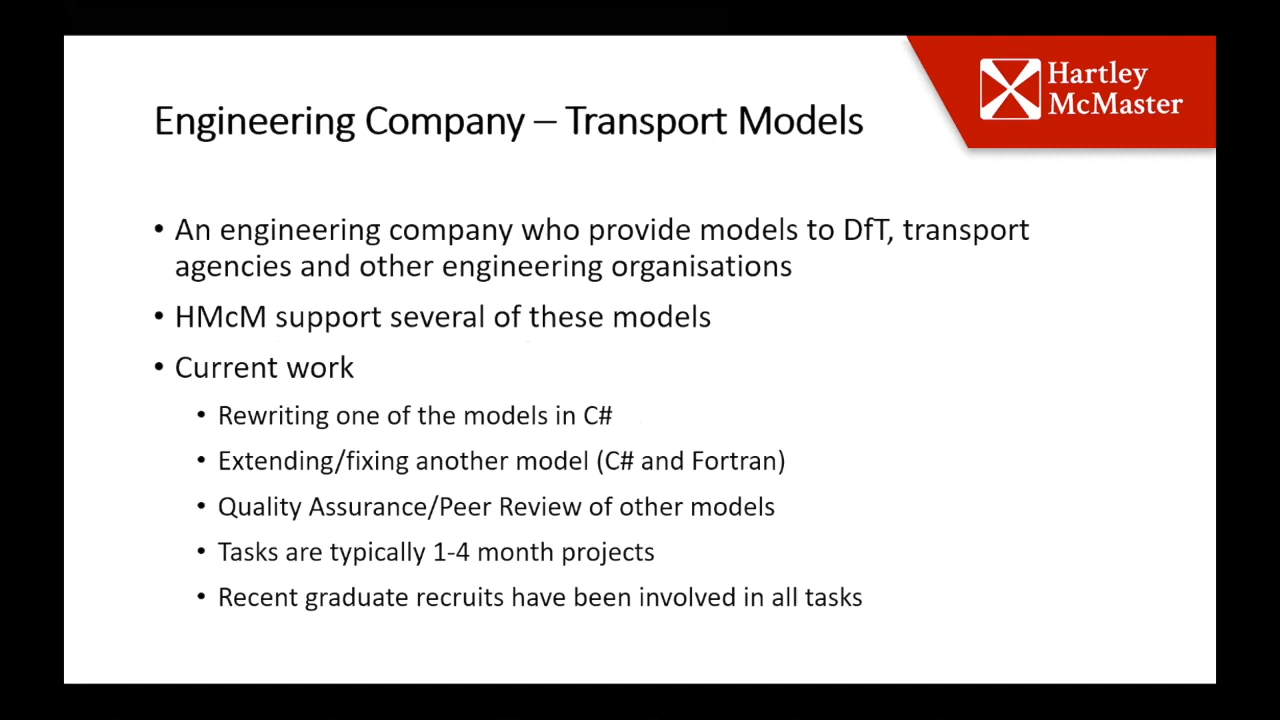 Hartley
McMaster
Engineering Company – Transport Models
• An engineering company who provide models to DfT, transport
agencies and other engineering organisations
• HMcM support several of these models
• Current work
• Rewriting one of the models in C#
• Extending/fixing another model (C# and Fortran)
• Quality Assurance/Peer Review of other models
• Tasks are typically 1-4 month projects
• Recent graduate recruits have been involved in all tasks